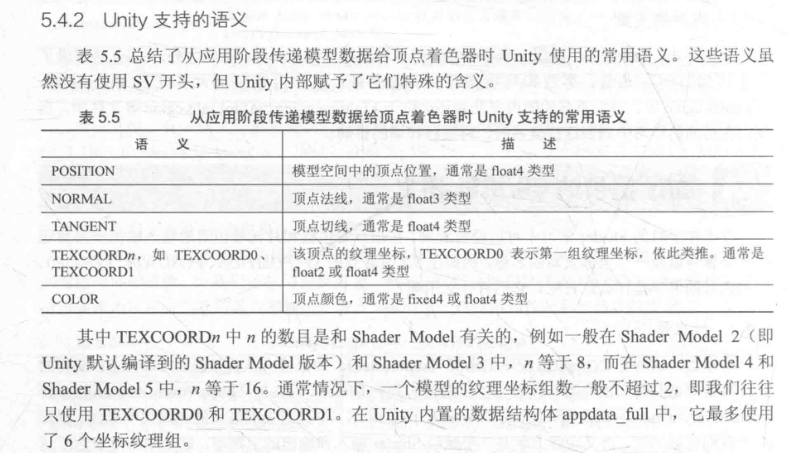 5.4.2 Unity 支持的语义
表 5.5 总结了从应用阶段传递模型数据给顶点着色器时 Unity 使用的常用语义。这些语义虽
然没有使用 SV 开头，但 Unity 内部赋予了它们特殊的含义。
表 5.5 从应用阶段传递模型数据给顶点着色器时 Unity 支持的常用语义
语 义 描 述
POSITION 模型空间中的顶点位置，通常是 float4 类型
NORMAL 顶点法线，通常是 float3 类型
TANGENT 顶点切线，通常是 float4 类型
TEXCOORDn，如 TEXCOORD0、 该顶点的纹理坐标，TEXCOORD0 表示第一组纹理坐标，依此类推。通常是
TEXCOORD1 float2 或 float4 类型
COLOR 顶点颜色，通常是 fixed4 或 float4 类型
其中 TEXCOORDn 中 n 的数目是和 Shader Model 有关的，例如一般在 Shader Model 2（即
Unity 默认编译到的 Shader Model 版本）和 Shader Model 3 中，n 等于 8，而在 Shader Model 4 和
Shader Model 5 中，n 等于 16。通常情况下，一个模型的纹理坐标组数一般不超过 2，即我们往往
只使用 TEXCOORD0 和 TEXCOORD1。在 Unity 内置的数据结构体 appdata_full 中，它最多使用
了 6 个坐标纹理组。